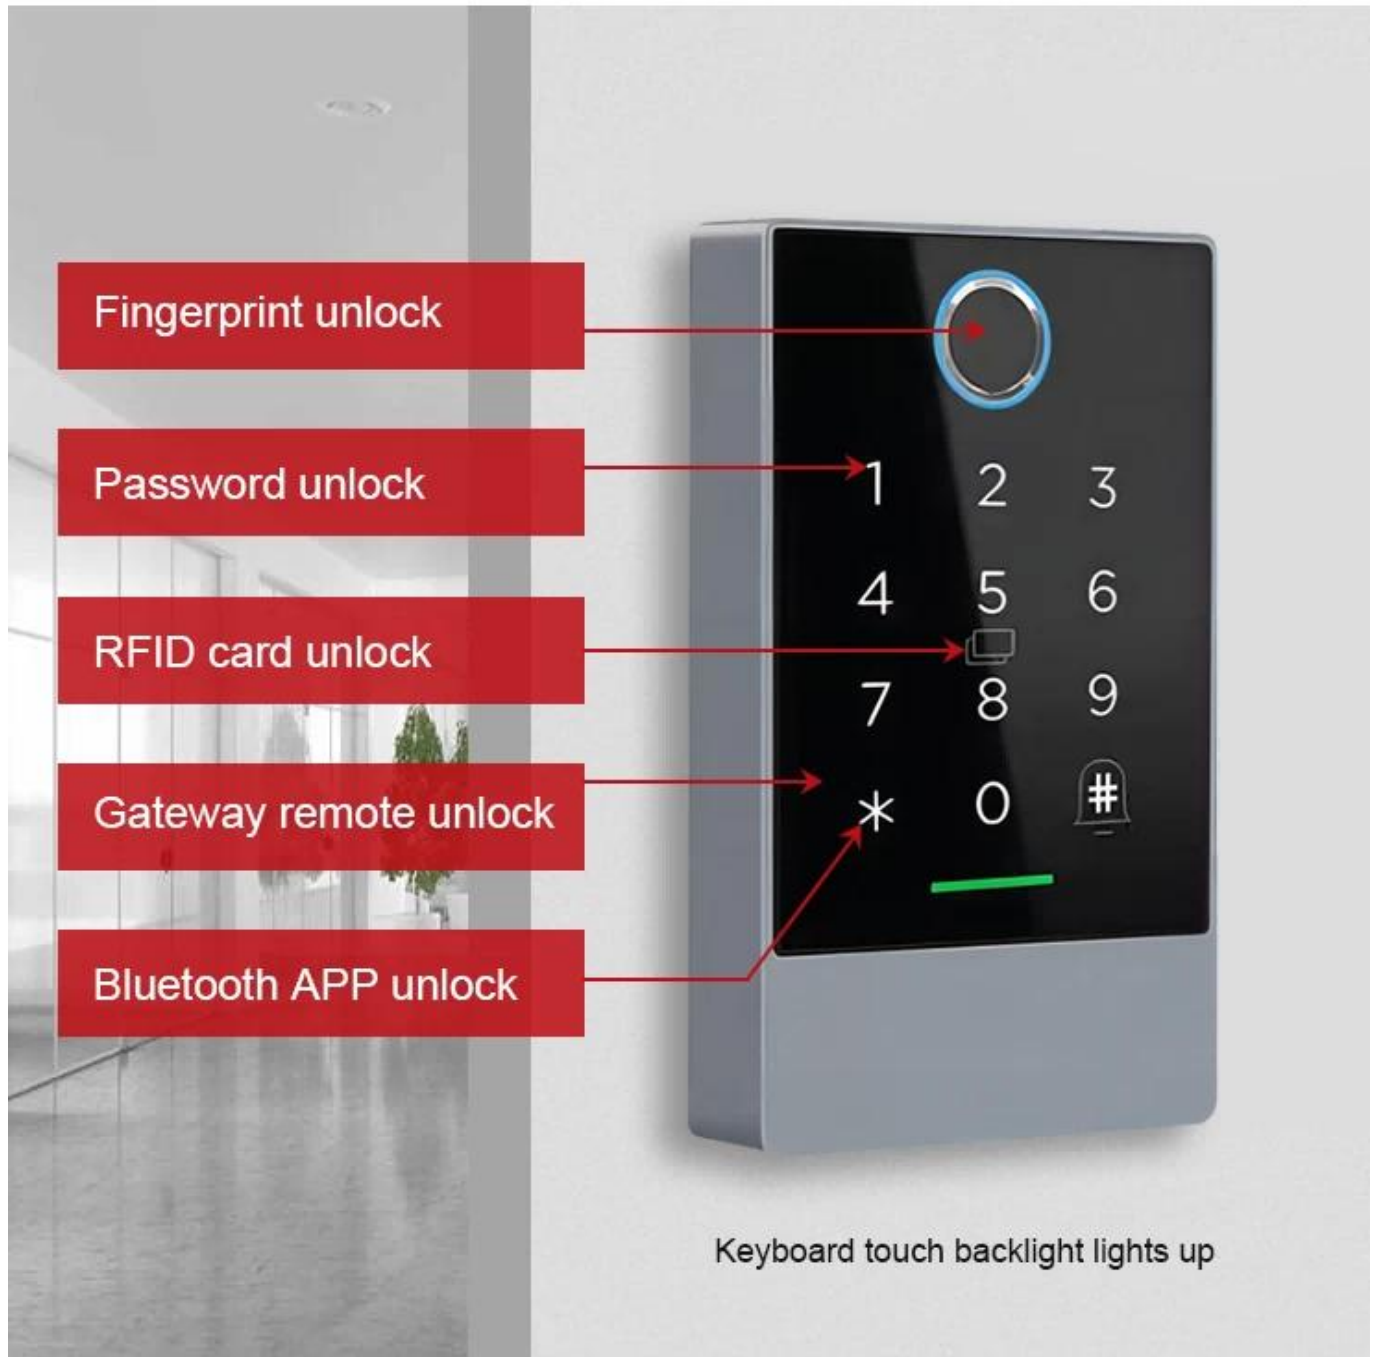 Fingerprint unlock
Password unlock
RFID card unlock
Gateway remote unlock
Bluetooth APP unlock
1 2 3
4 5 6
7 8 9
* 0 #
Keyboard touch backlight lights up